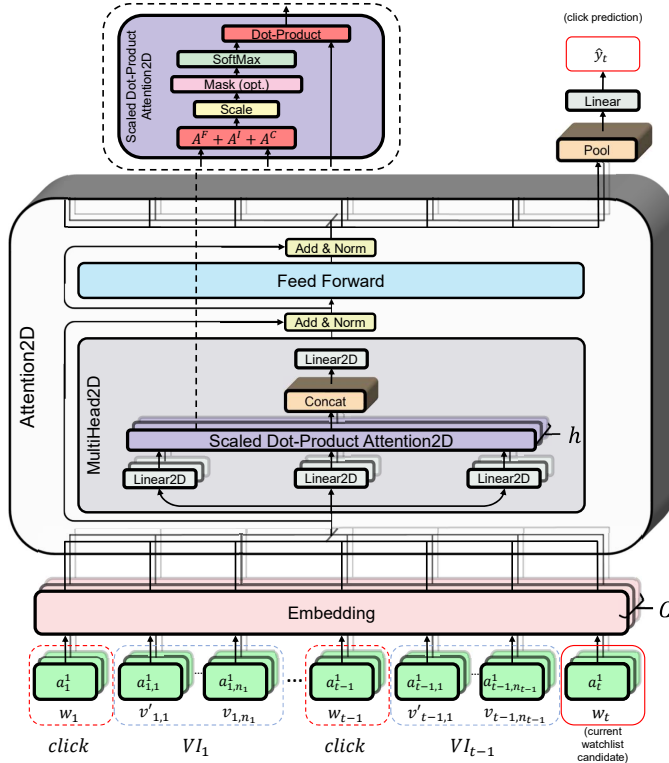 (click prediction)
ŷ_t
Linear
Pool
Scaled Dot-Product
Attention2D
Dot-Product
SoftMax
Mask (opt.)
Scale
A^F + A^I + A^C
Attention2D
Add & Norm
Feed Forward
Add & Norm
MultiHead2D
Linear2D
Concat
Scaled Dot-Product Attention2D
h
Linear2D Linear2D Linear2D
Embedding
C
a_1^1 a_{1,1}^1 ... a_{1,n_1}^1 ... a_{t-1}^1 a_{t-1,1}^1 ... a_{t-1,n_{t-1}}^1 a_t^1
w_1 v'_{1,1} v_{1,n_1} w_{t-1} v'_{t-1,1} v_{t-1,n_{t-1}} w_t
click VI_1 click VI_{t-1}
(current
watchlist
candidate)